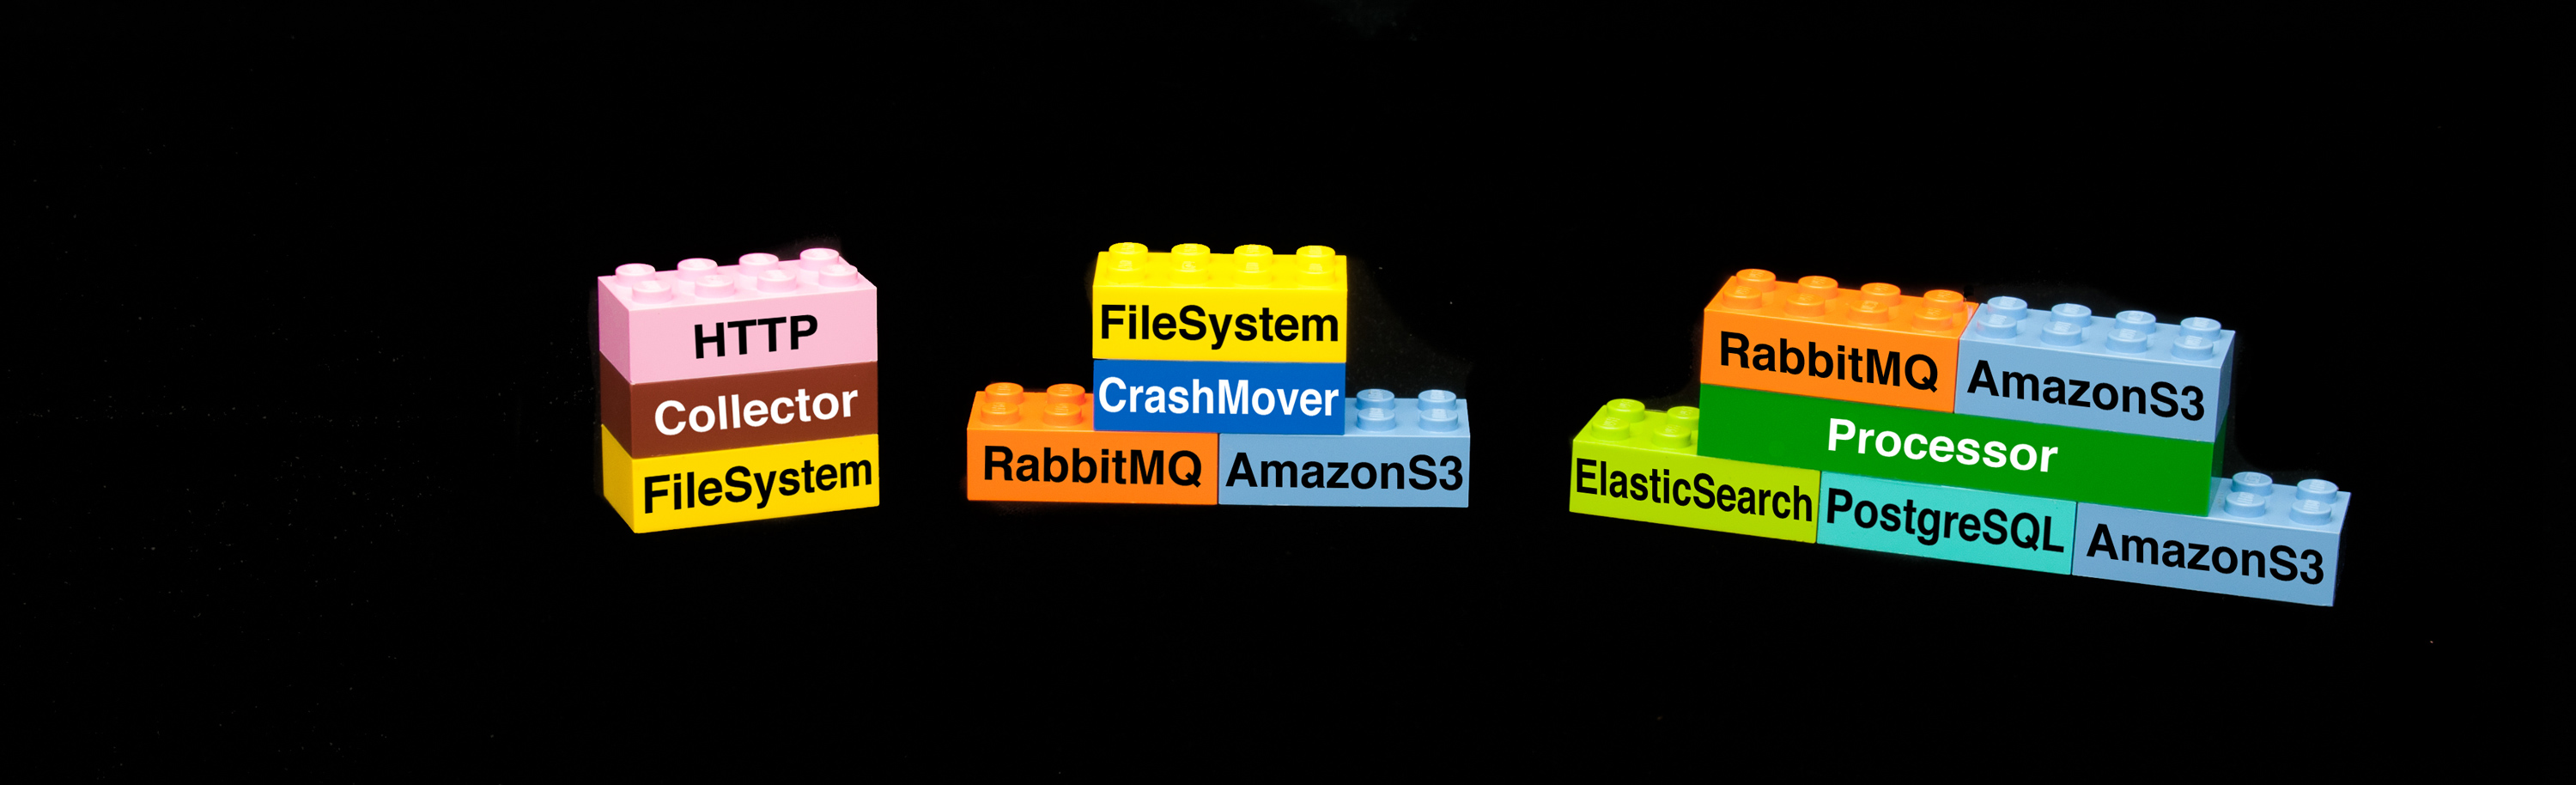 HTTP
Collector
FileSystem
FileSystem
CrashMover
RabbitMQ AmazonS3
RabbitMQ AmazonS3
Processor
ElasticSearch PostgreSQL AmazonS3